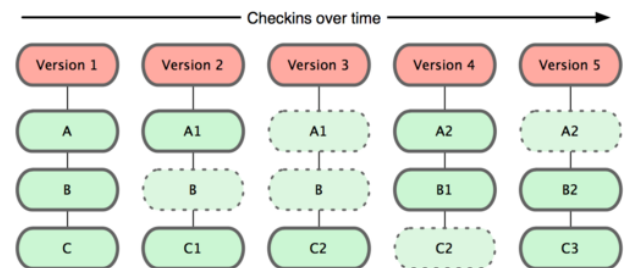 Checkins over time
Version 1 Version 2 Version 3 Version 4 Version 5
A A1 A1 A2 A2
B B B B1 B2
C C1 C2 C2 C3